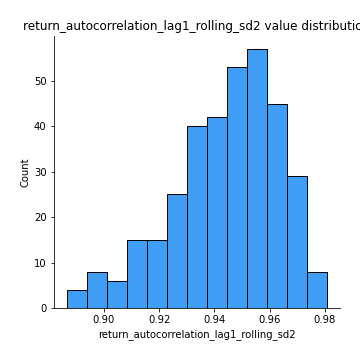 return_autocorrelation_lag1_rolling_sd2 value distributio
50
40
30
20
10
0
Count
0.90 0.92 0.94 0.96 0.98
return_autocorrelation_lag1_rolling_sd2